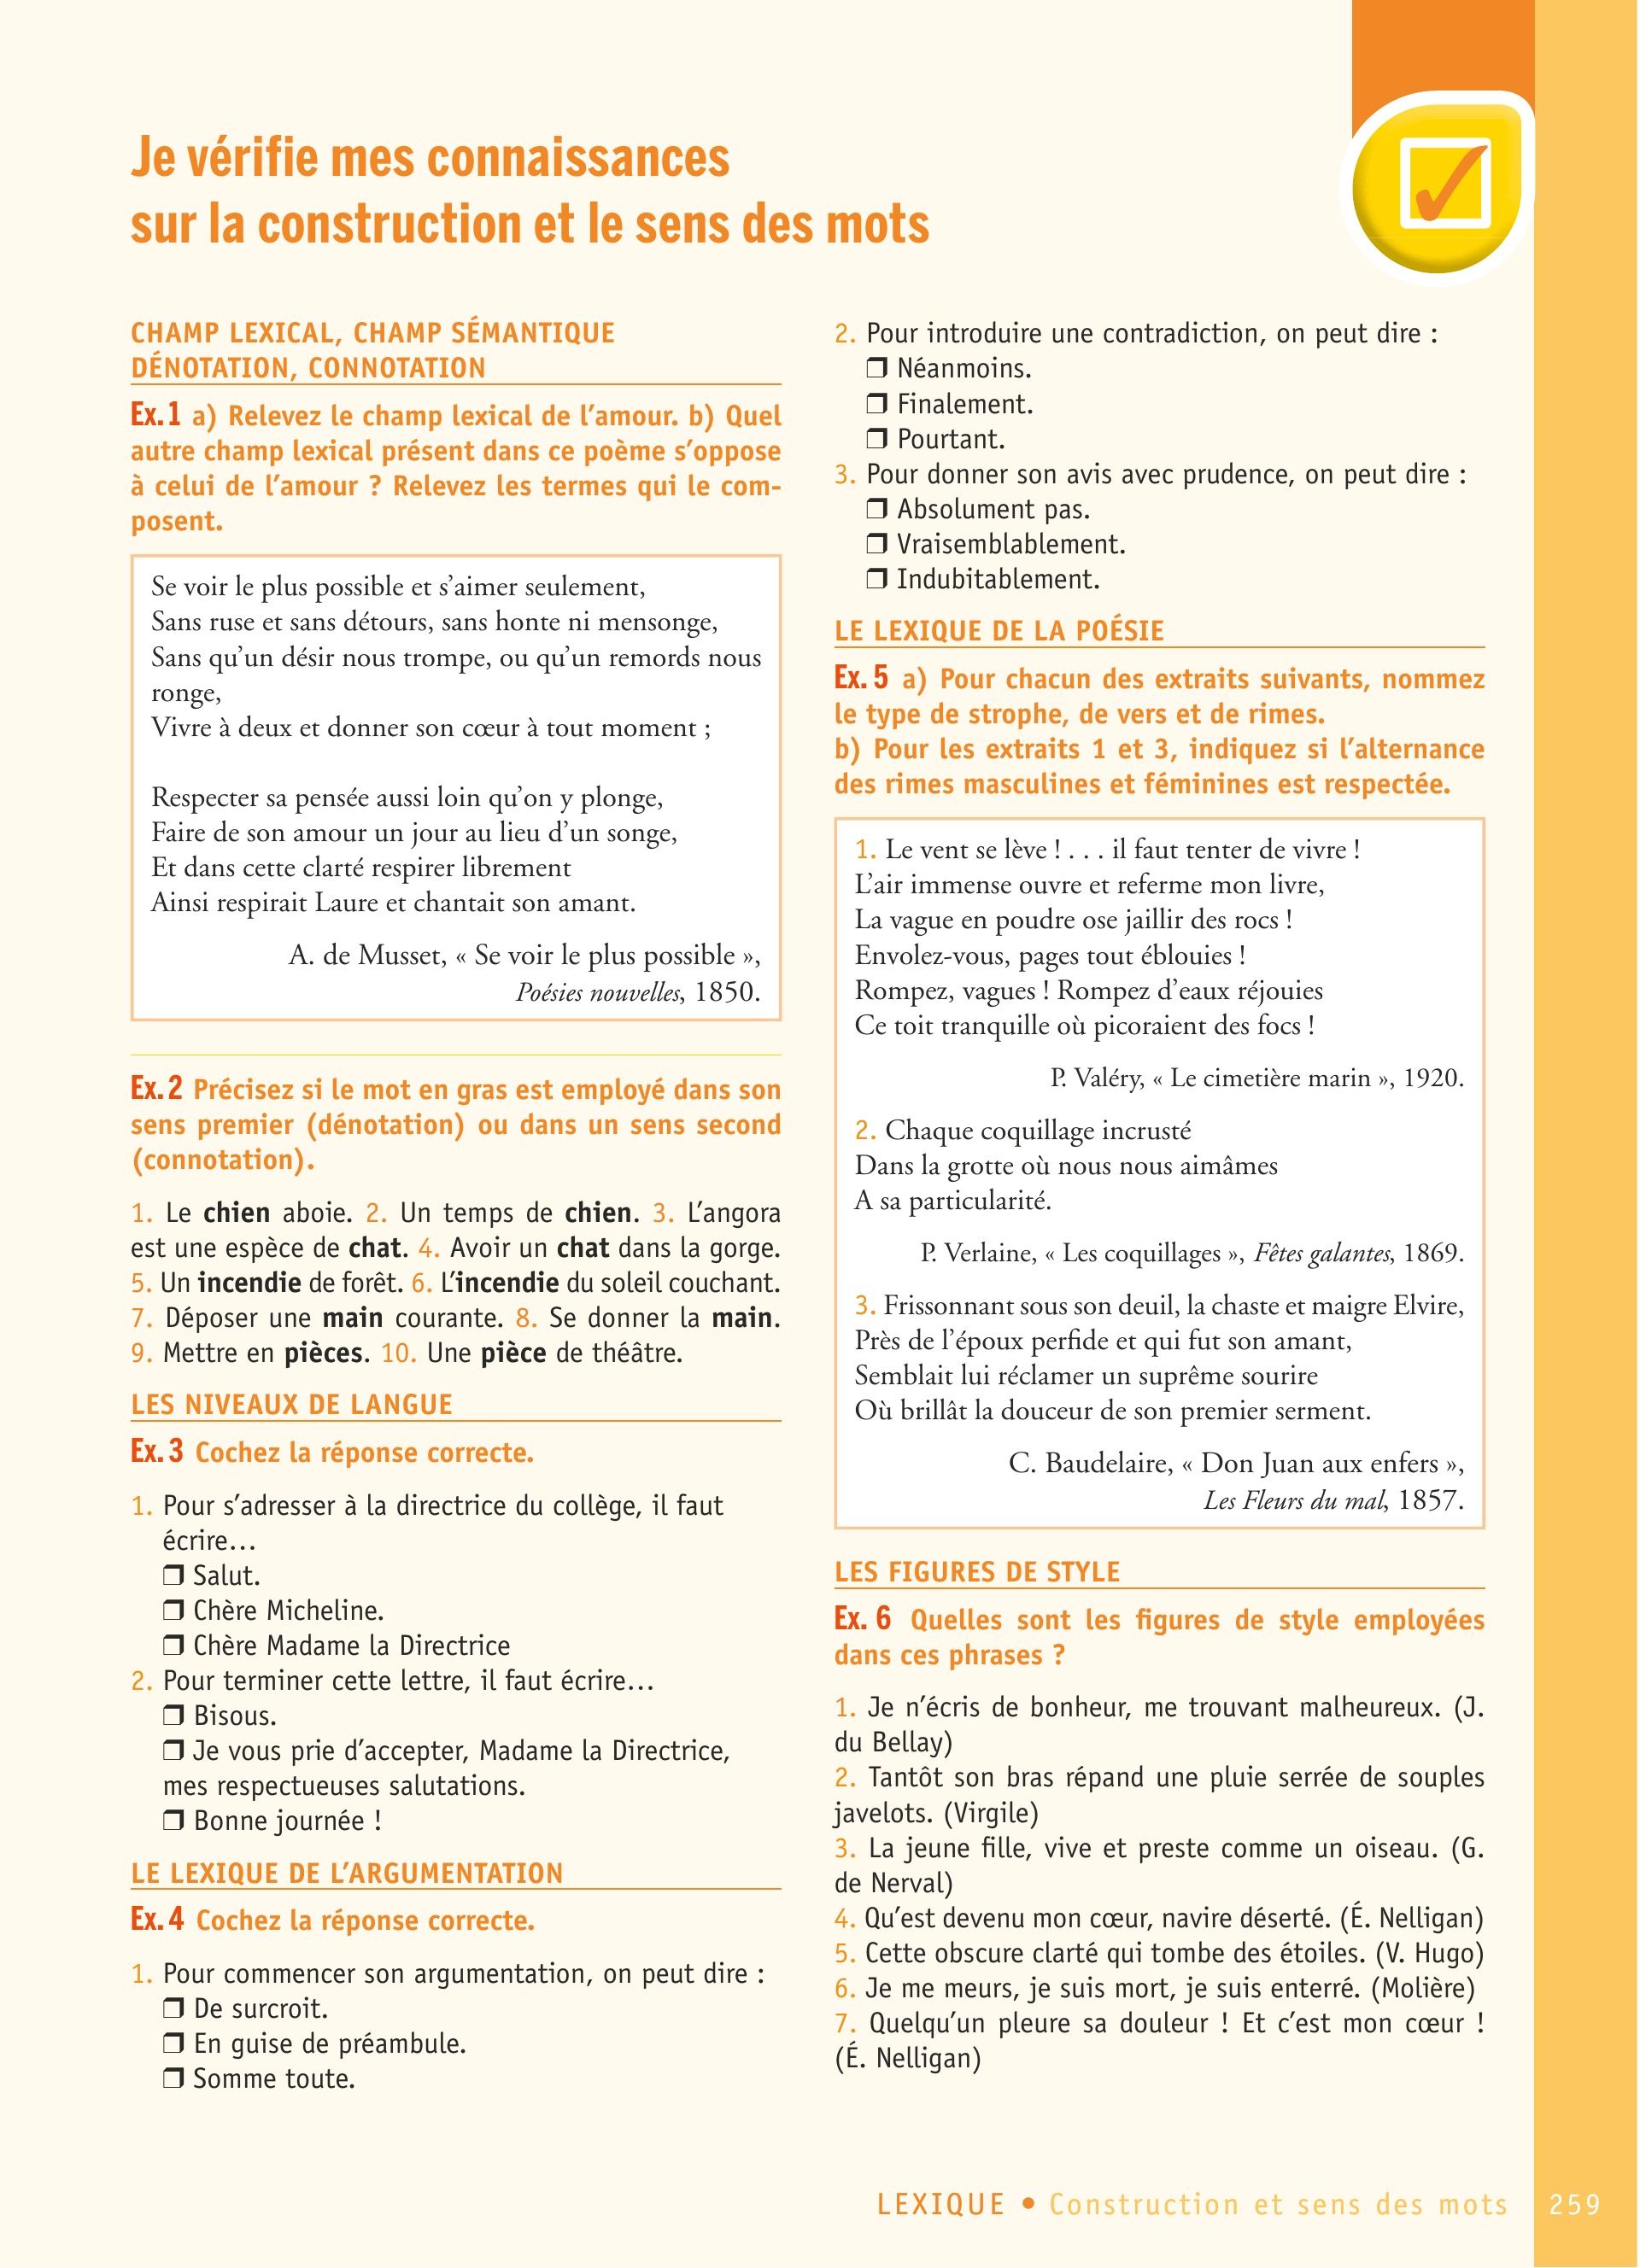 Je vérifie mes connaissances
sur la construction et le sens des mots
CHAMP LEXICAL, CHAMP SÉMANTIQUE
DÉNOTATION, CONNOTATION
Ex. 1 a) Relevez le champ lexical de l’amour. b) Quel
autre champ lexical présent dans ce poème s’oppose
à celui de l’amour ? Relevez les termes qui le com-
posent.
Se voir le plus possible et s’aimer seulement,
Sans ruse et sans détours, sans honte ni mensonge,
Sans qu’un désir nous trompe, ou qu’un remords nous
ronge,
Vivre à deux et donner son cœur à tout moment ;
Respecter sa pensée aussi loin qu’on y plonge,
Faire de son amour un jour au lieu d’un songe,
Et dans cette clarté respirer librement
Ainsi respirait Laure et chantait son amant.
A. de Musset, « Se voir le plus possible »,
Poésies nouvelles, 1850.
Ex. 2 Précisez si le mot en gras est employé dans son
sens premier (dénotation) ou dans un sens second
(connotation).
1. Le chien aboie. 2. Un temps de chien. 3. L’angora
est une espèce de chat. 4. Avoir un chat dans la gorge.
5. Un incendie de forêt. 6. L’incendie du soleil couchant.
7. Déposer une main courante. 8. Se donner la main.
9. Mettre en pièces. 10. Une pièce de théâtre.
LES NIVEAUX DE LANGUE
Ex. 3 Cochez la réponse correcte.
1. Pour s’adresser à la directrice du collège, il faut
écrire…
❒ Salut.
❒ Chère Micheline.
❒ Chère Madame la Directrice
2. Pour terminer cette lettre, il faut écrire…
❒ Bisous.
❒ Je vous prie d’accepter, Madame la Directrice,
mes respectueuses salutations.
❒ Bonne journée !
LE LEXIQUE DE L’ARGUMENTATION
Ex. 4 Cochez la réponse correcte.
1. Pour commencer son argumentation, on peut dire :
❒ De surcroit.
❒ En guise de préambule.
❒ Somme toute.
2. Pour introduire une contradiction, on peut dire :
❒ Néanmoins.
❒ Finalement.
❒ Pourtant.
3. Pour donner son avis avec prudence, on peut dire :
❒ Absolument pas.
❒ Vraisemblablement.
❒ Indubitablement.
LE LEXIQUE DE LA POÉSIE
Ex. 5 a) Pour chacun des extraits suivants, nommez
le type de strophe, de vers et de rimes.
b) Pour les extraits 1 et 3, indiquez si l’alternance
des rimes masculines et féminines est respectée.
1. Le vent se lève ! . . . il faut tenter de vivre !
L’air immense ouvre et referme mon livre,
La vague en poudre ose jaillir des rocs !
Envolez-vous, pages tout éblouies !
Rompez, vagues ! Rompez d’eaux réjouies
Ce toit tranquille où picoraient des focs !
P. Valéry, « Le cimetière marin », 1920.
2. Chaque coquillage incrusté
Dans la grotte où nous nous aimâmes
A sa particularité.
P. Verlaine, « Les coquillages », Fêtes galantes, 1869.
3. Frissonnant sous son deuil, la chaste et maigre Elvire,
Près de l’époux perfide et qui fut son amant,
Semblait lui réclamer un suprême sourire
Où brillât la douceur de son premier serment.
C. Baudelaire, « Don Juan aux enfers »,
Les Fleurs du mal, 1857.
LES FIGURES DE STYLE
Ex. 6 Quelles sont les figures de style employées
dans ces phrases ?
1. Je n’écris de bonheur, me trouvant malheureux. (J.
du Bellay)
2. Tantôt son bras répand une pluie serrée de souples
javelots. (Virgile)
3. La jeune fille, vive et preste comme un oiseau. (G.
de Nerval)
4. Qu’est devenu mon cœur, navire déserté. (É. Nelligan)
5. Cette obscure clarté qui tombe des étoiles. (V. Hugo)
6. Je me meurs, je suis mort, je suis enterré. (Molière)
7. Quelqu’un pleure sa douleur ! Et c’est mon cœur !
(É. Nelligan)
LEXIQUE • Construction et sens des mots 259